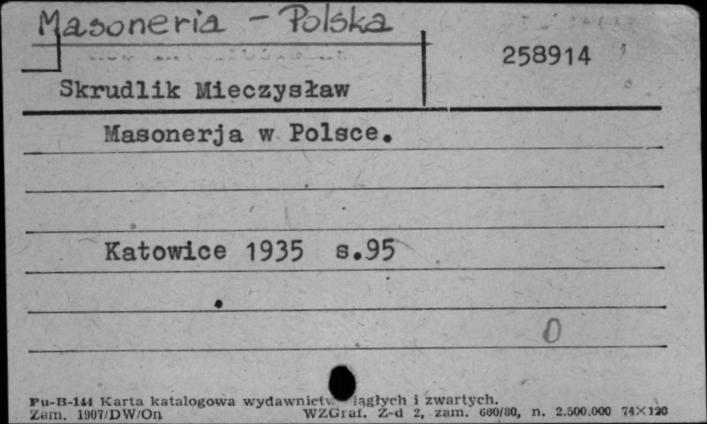 Masoneria - Polska
258914
Skrudlik Mieczysław
Masonerja w Polsce.
Katowice 1935 s.95
0
Pu-B-144 Karta katalogowa wydawnictw ciągłych i zwartych.
Zam. 1907/DW/On WZGraf. Z-d 2, zam. 660/80, n. 2.500.000 74×120